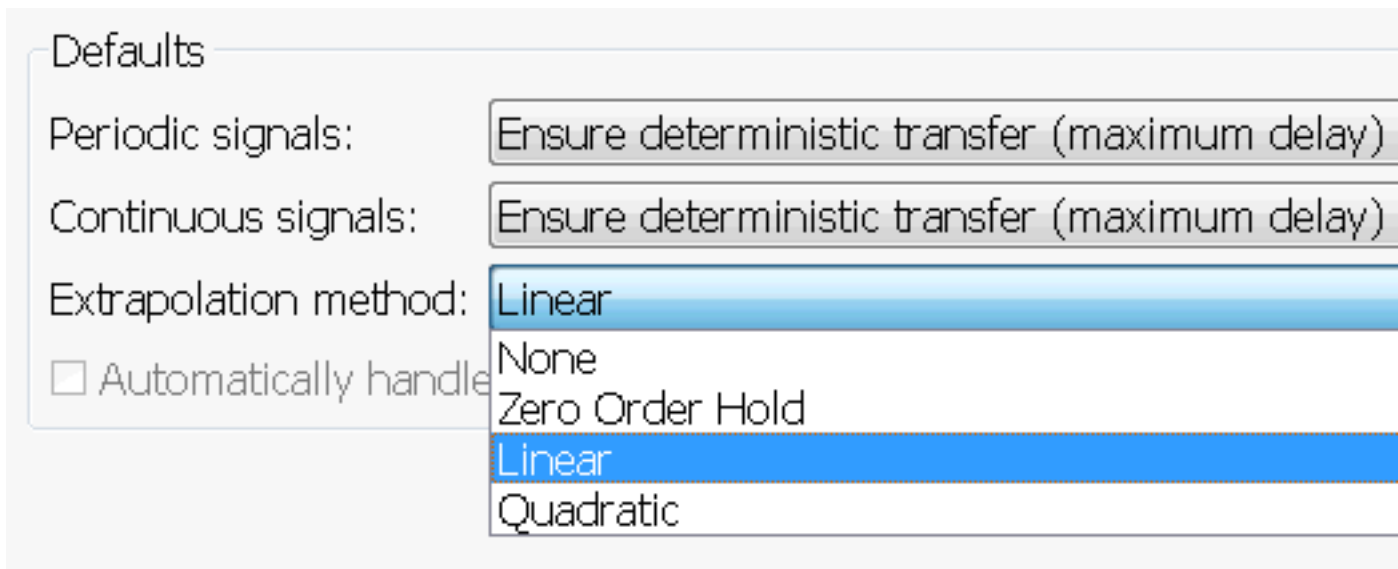 Defaults
Periodic signals: Ensure deterministic transfer (maximum delay)
Continuous signals: Ensure deterministic transfer (maximum delay)
Extrapolation method: Linear
None
Automatically handle
Zero Order Hold
Linear
Quadratic